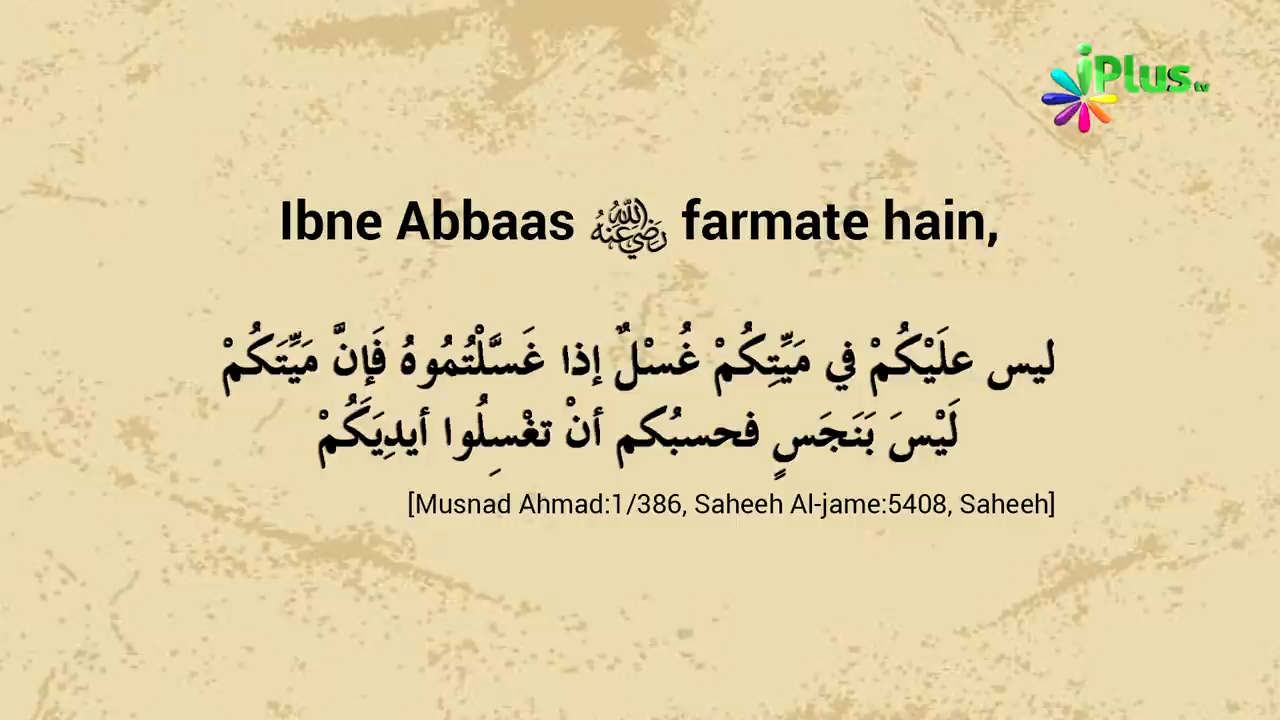 iPlus tv
Ibne Abbaas رضي الله عنه farmate hain,
ليس علَيْكُمْ في مَيِّتِكُمْ غُسْلٌ إذا غَسَّلْتُمُوهُ فَإنَّ مَيِّتَكُمْ
لَيْسَ بَنَجَسٍ فحسبُكم أنْ تغْسِلُوا أيدِيَكُمْ
[Musnad Ahmad:1/386, Saheeh Al-jame:5408, Saheeh]